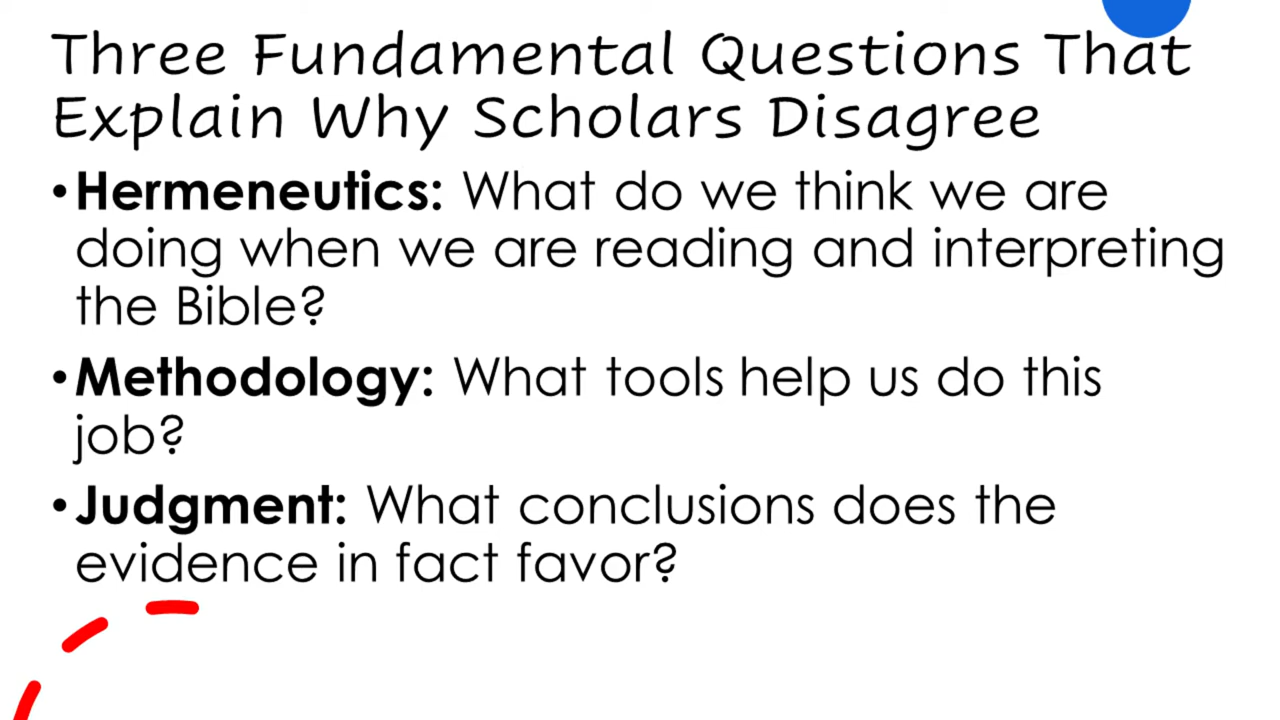 Three Fundamental Questions That
Explain Why Scholars Disagree
•Hermeneutics: What do we think we are
doing when we are reading and interpreting
the Bible?
•Methodology: What tools help us do this
job?
•Judgment: What conclusions does the
evidence in fact favor?